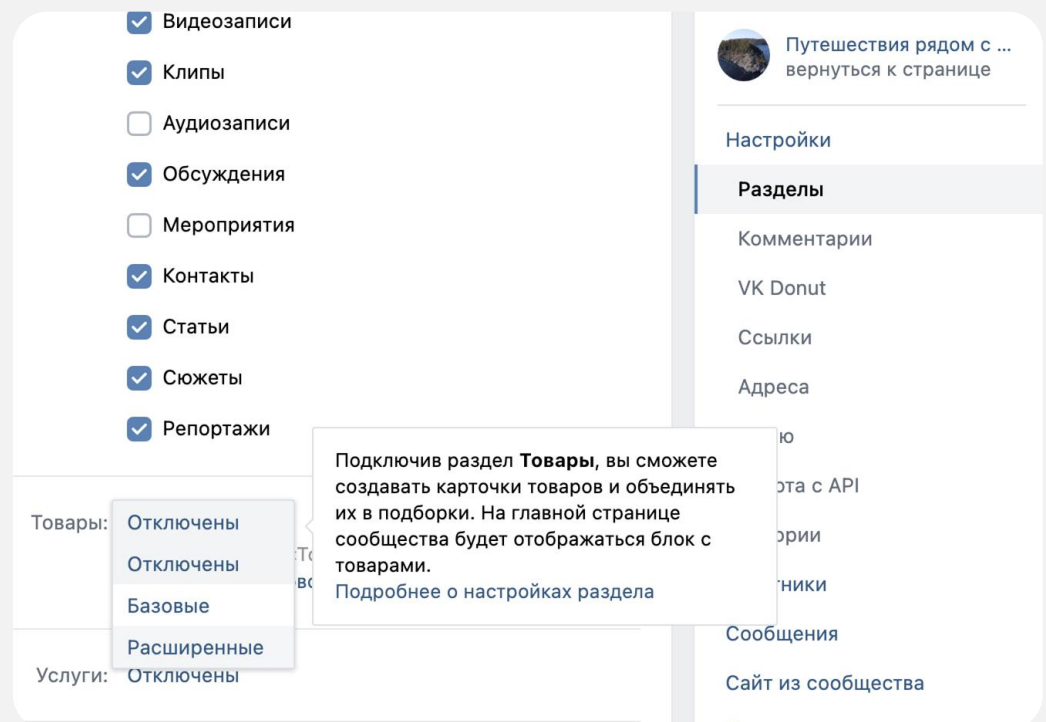 Видеозаписи
Клипы
Аудиозаписи
Обсуждения
Мероприятия
Контакты
Статьи
Сюжеты
Репортажи
Товары: Отключены
Отключены
Базовые
Расширенные
Услуги: Отключены
Подключив раздел Товары, вы сможете
создавать карточки товаров и объединять
их в подборки. На главной странице
сообщества будет отображаться блок с
товарами.
Подробнее о настройках раздела
Путешествия рядом с ...
вернуться к странице
Настройки
Разделы
Комментарии
VK Donut
Ссылки
Адреса
с API
Сообщения
Сайт из сообщества